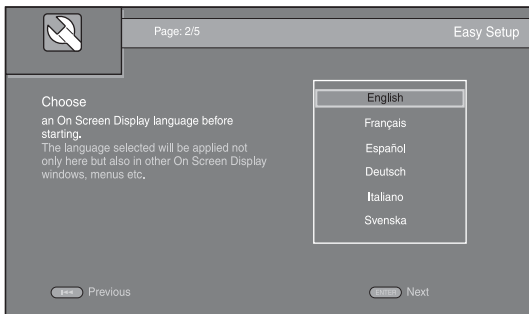 Page: 2/5
Easy Setup
Choose
an On Screen Display language before
starting.
The language selected will be applied not
only here but also in other On Screen Display
windows, menus etc.
English
Français
Español
Deutsch
Italiano
Svenska
Previous
ENTER Next